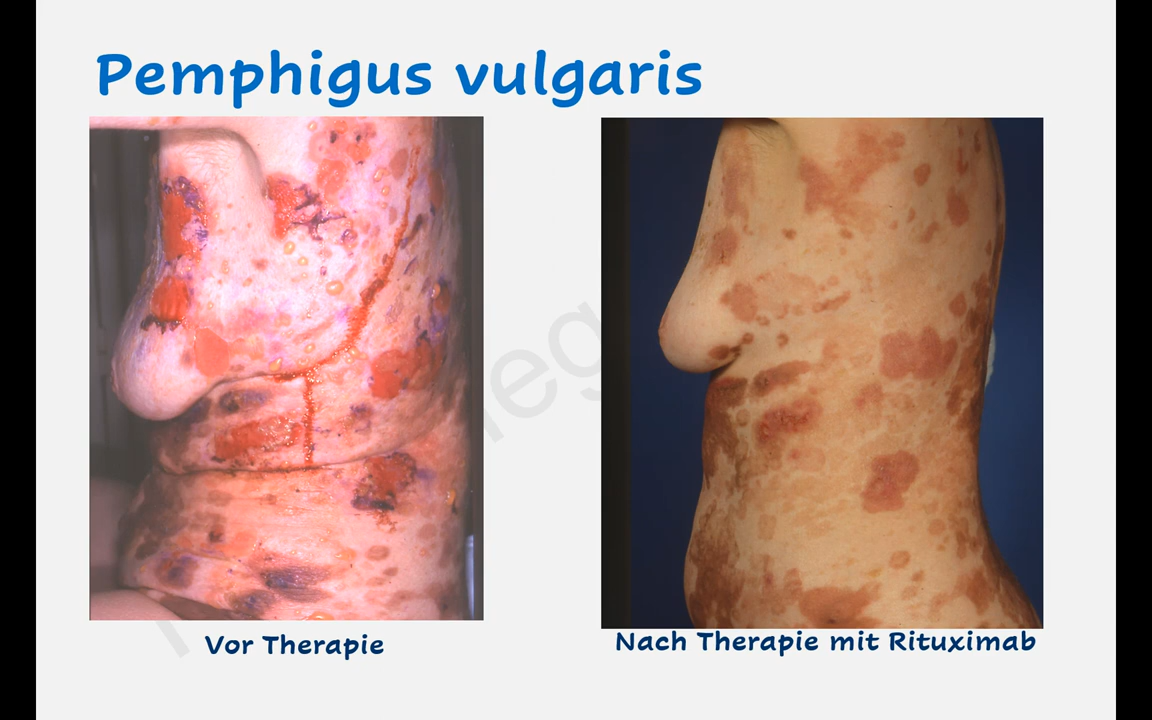 Pemphigus vulgaris
Vor Therapie
Nach Therapie mit Rituximab